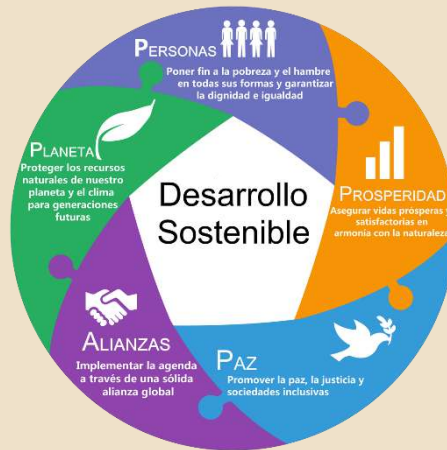 PERSONAS
Poner fin a la pobreza y el hambre
en todas sus formas y garantizar
la dignidad e igualdad
PROSPERIDAD
Asegurar vidas prósperas y
satisfactorias en
armonía con la naturaleza
PAZ
Promover la paz, la justicia y
sociedades inclusivas
ALIANZAS
Implementar la agenda
a través de una sólida
alianza global
PLANETA
Proteger los recursos
naturales de nuestro
planeta y el clima
para generaciones
futuras
Desarrollo
Sostenible